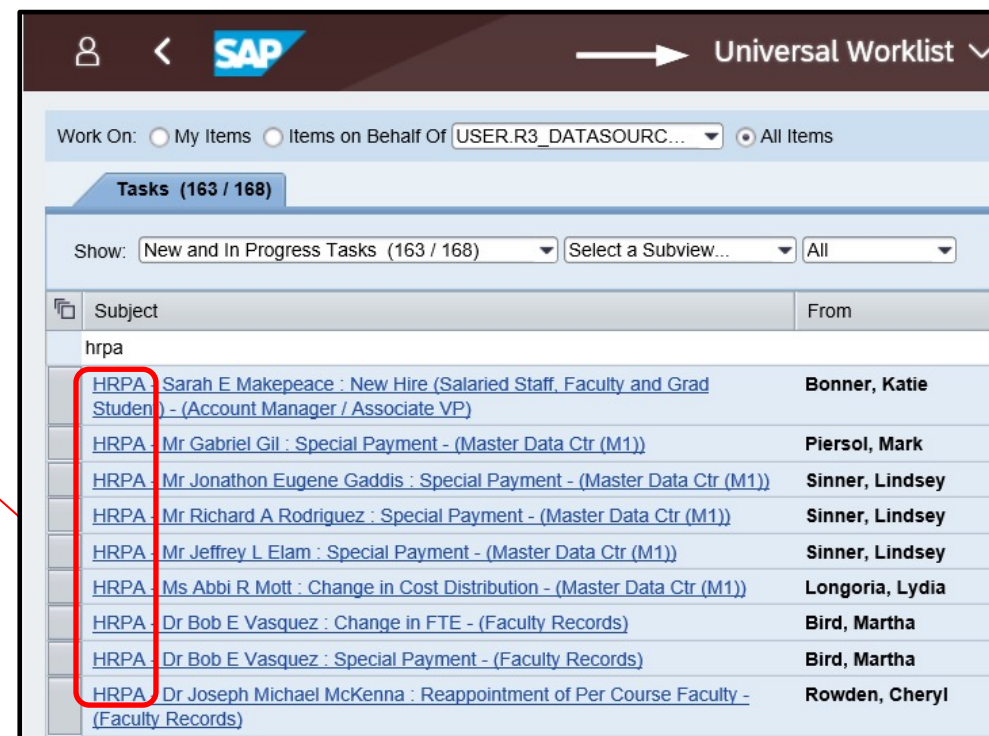 SAP Universal Worklist
Work On: My Items Items on Behalf Of USER.R3_DATASOURC... All Items
Tasks (163 / 168)
Show: New and In Progress Tasks (163 / 168) Select a Subview... All
Subject From
hrpa
HRPA - Sarah E Makepeace : New Hire (Salaried Staff, Faculty and Grad Bonner, Katie
Student) - (Account Manager / Associate VP)
HRPA - Mr Gabriel Gil : Special Payment - (Master Data Ctr (M1)) Piersol, Mark
HRPA - Mr Jonathon Eugene Gaddis : Special Payment - (Master Data Ctr (M1)) Sinner, Lindsey
HRPA - Mr Richard A Rodriguez : Special Payment - (Master Data Ctr (M1)) Sinner, Lindsey
HRPA - Mr Jeffrey L Elam : Special Payment - (Master Data Ctr (M1)) Sinner, Lindsey
HRPA - Ms Abbi R Mott : Change in Cost Distribution - (Master Data Ctr (M1)) Longoria, Lydia
HRPA - Dr Bob E Vasquez : Change in FTE - (Faculty Records) Bird, Martha
HRPA - Dr Bob E Vasquez : Special Payment - (Faculty Records) Bird, Martha
HRPA - Dr Joseph Michael McKenna : Reappointment of Per Course Faculty - Rowden, Cheryl
(Faculty Records)